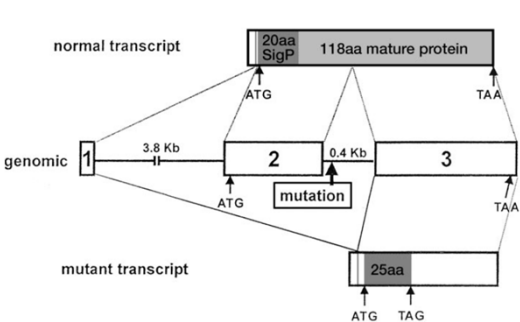 normal transcript
20aa
SigP
118aa mature protein
ATG
TAA
genomic
1
3.8 Kb
2
0.4 Kb
3
ATG
mutation
TAA
mutant transcript
25aa
ATG
TAG